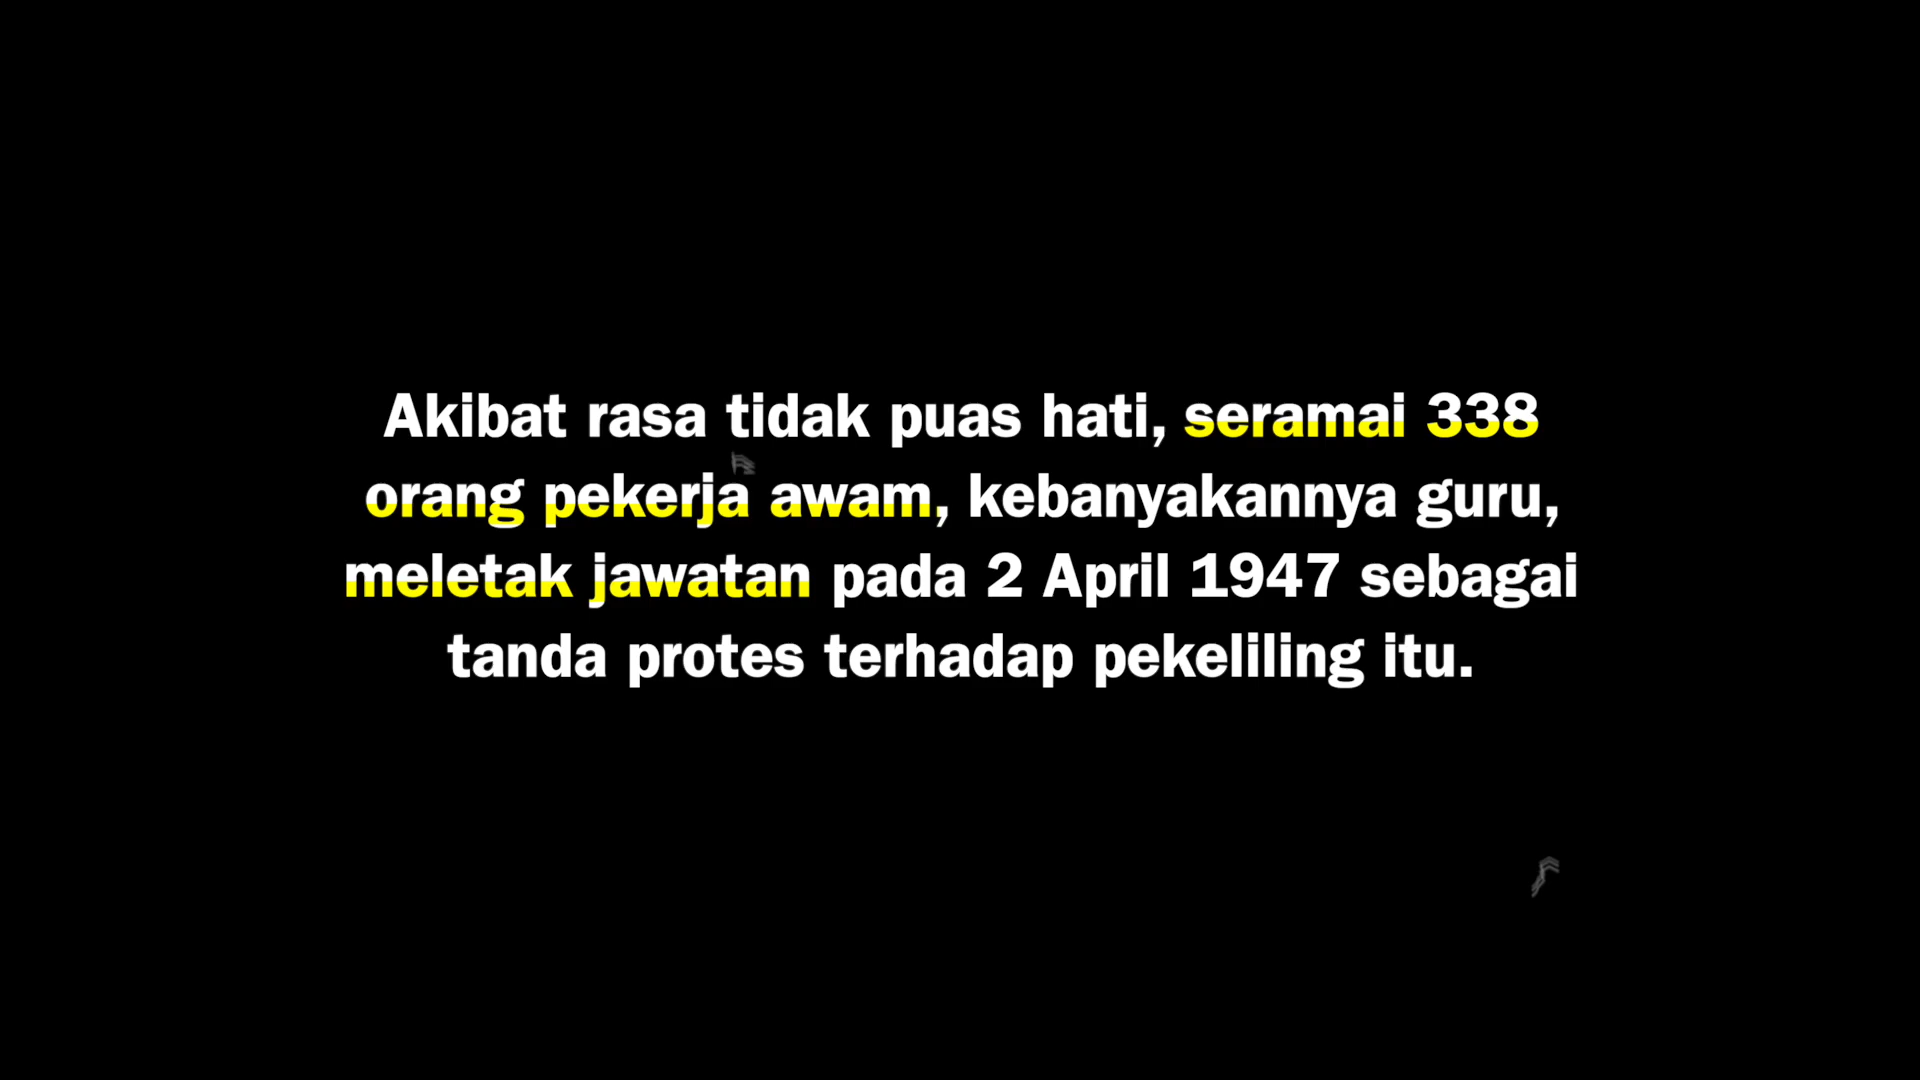 Akibat rasa tidak puas hati, seramai 338
orang pekerja awam, kebanyakannya guru,
meletak jawatan pada 2 April 1947 sebagai
tanda protes terhadap pekeliling itu.